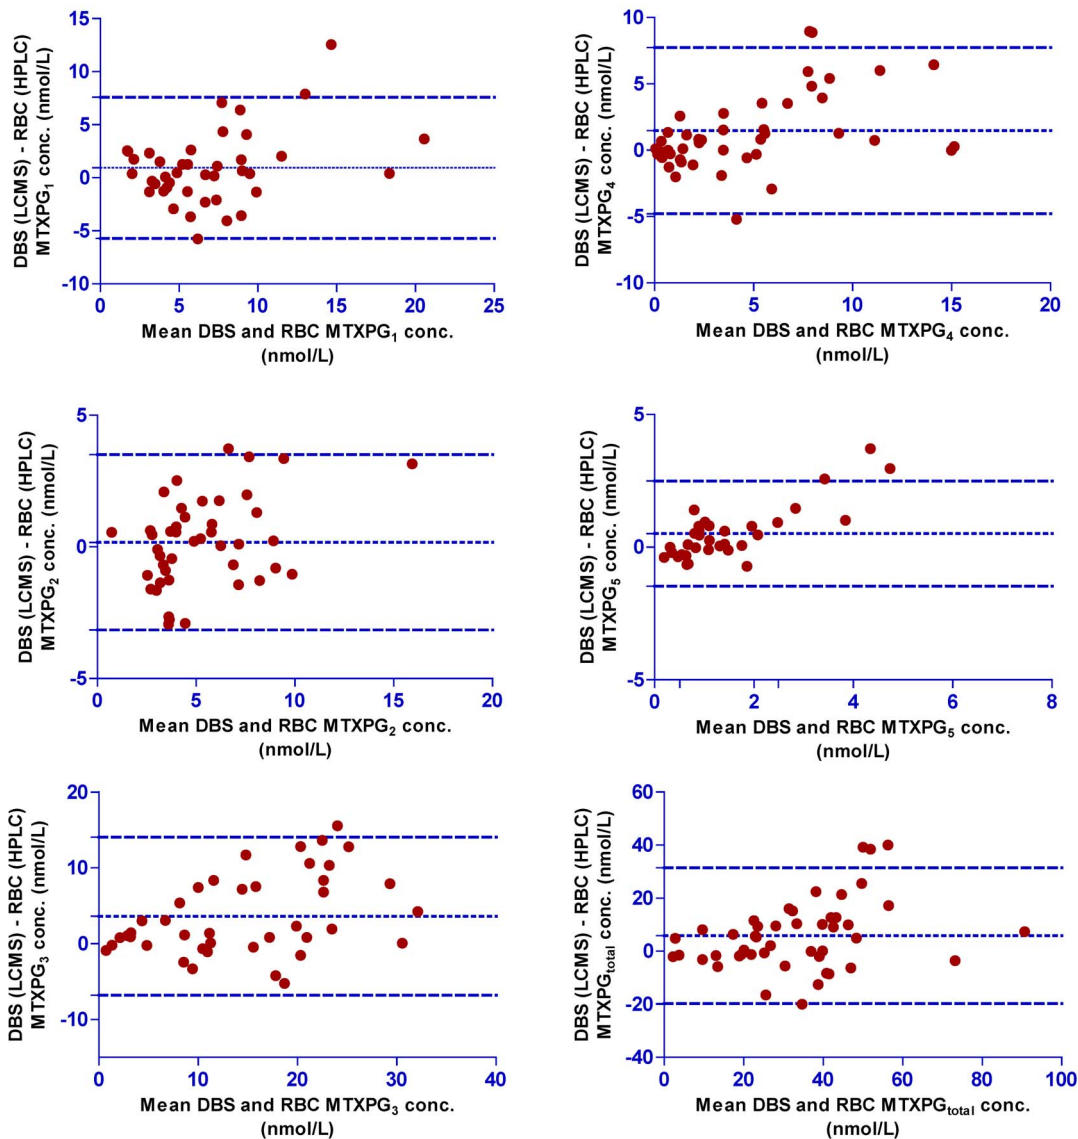 DBS (LCMS) - RBC (HPLC)
MTXPG1 conc. (nmol/L)
15
10
5
0
-5
-10
0 5 10 15 20 25
Mean DBS and RBC MTXPG1 conc.
(nmol/L)
DBS (LCMS) - RBC (HPLC)
MTXPG4 conc. (nmol/L)
10
5
0
-5
-10
0 5 10 15 20
Mean DBS and RBC MTXPG4 conc.
(nmol/L)
DBS (LCMS) - RBC (HPLC)
MTXPG2 conc. (nmol/L)
5
0
-5
0 5 10 15 20
Mean DBS and RBC MTXPG2 conc.
(nmol/L)
DBS (LCMS) - RBC (HPLC)
MTXPG5 conc. (nmol/L)
5
0
-5
0 2 4 6 8
Mean DBS and RBC MTXPG5 conc.
(nmol/L)
DBS (LCMS) - RBC (HPLC)
MTXPG3 conc. (nmol/L)
20
10
0
-10
0 10 20 30 40
Mean DBS and RBC MTXPG3 conc.
(nmol/L)
DBS (LCMS) - RBC (HPLC)
MTXPGtotal conc. (nmol/L)
60
40
20
0
-20
-40
0 20 40 60 80 100
Mean DBS and RBC MTXPGtotal conc.
(nmol/L)